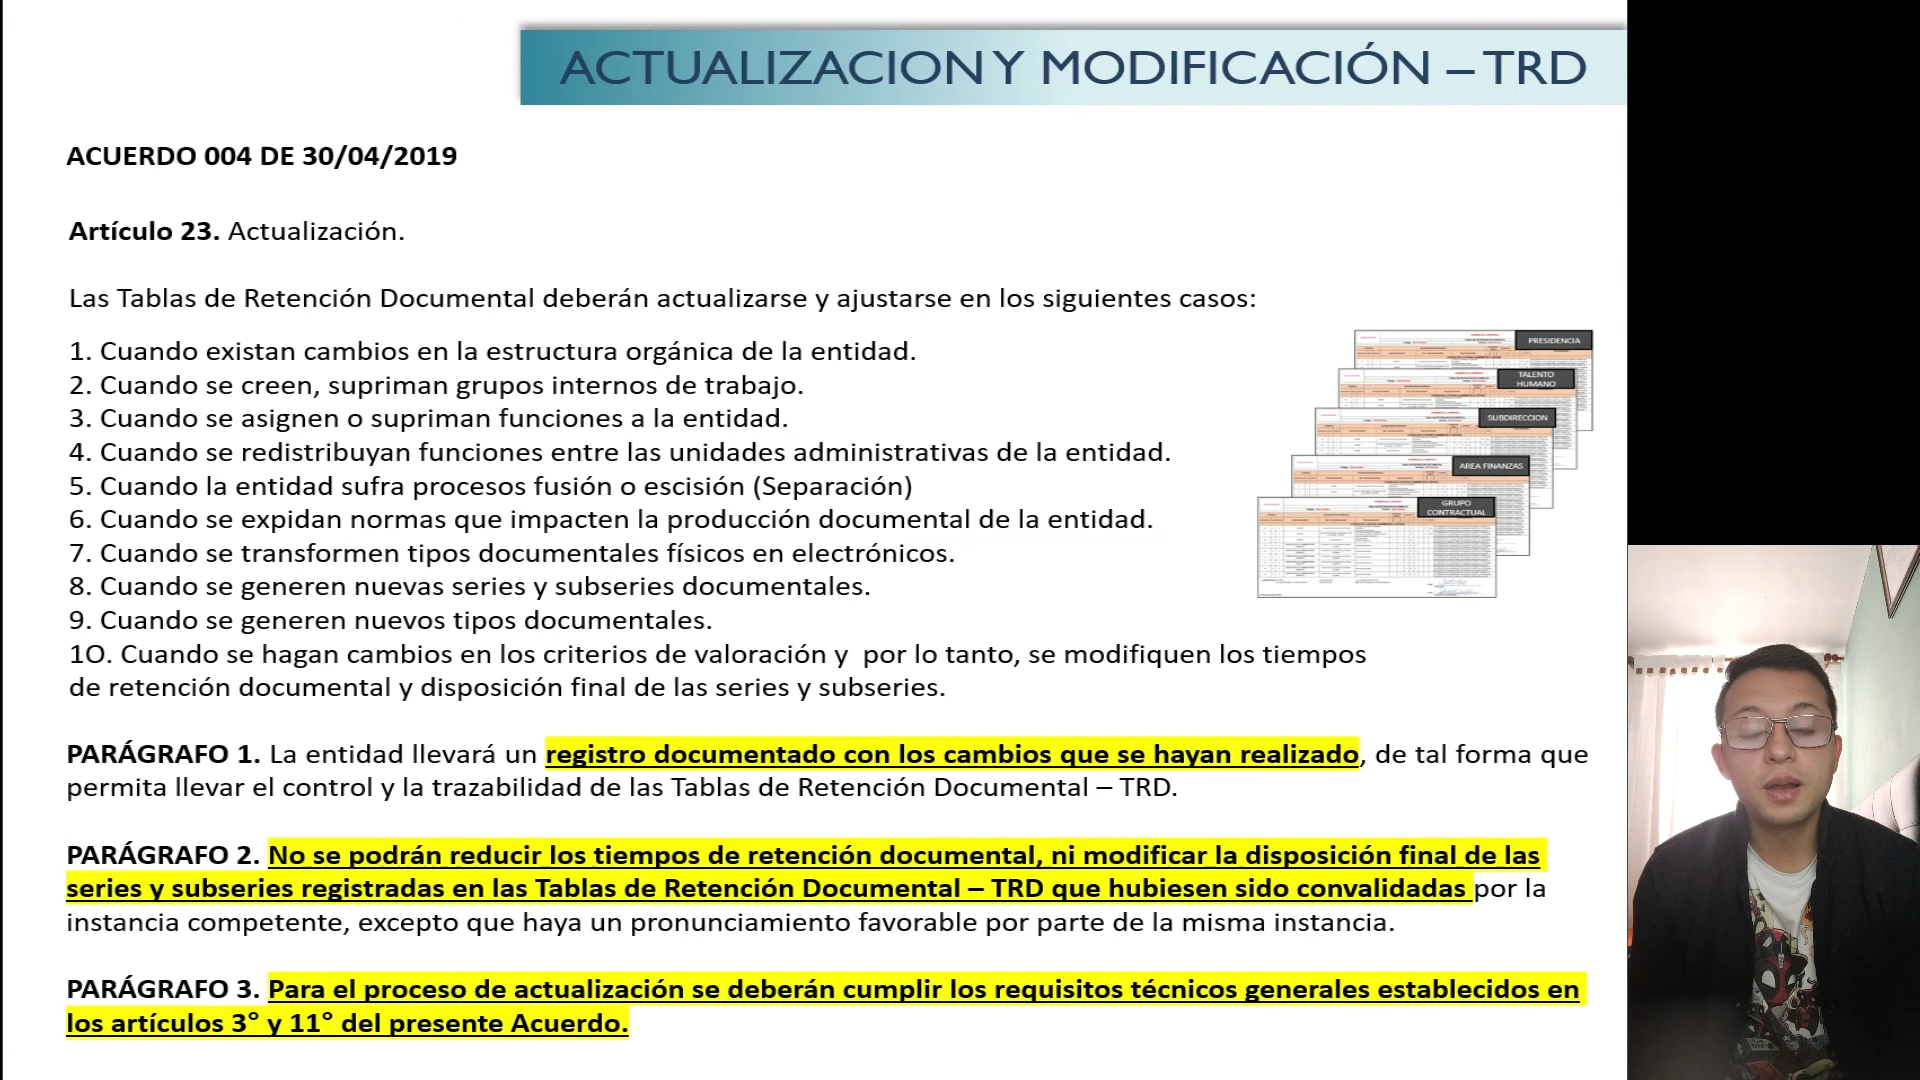 ACTUALIZACION Y MODIFICACIÓN – TRD
ACUERDO 004 DE 30/04/2019
Artículo 23. Actualización.
Las Tablas de Retención Documental deberán actualizarse y ajustarse en los siguientes casos:
1. Cuando existan cambios en la estructura orgánica de la entidad.
2. Cuando se creen, supriman grupos internos de trabajo.
3. Cuando se asignen o supriman funciones a la entidad.
4. Cuando se redistribuyan funciones entre las unidades administrativas de la entidad.
5. Cuando la entidad sufra procesos fusión o escisión (Separación)
6. Cuando se expidan normas que impacten la producción documental de la entidad.
7. Cuando se transformen tipos documentales físicos en electrónicos.
8. Cuando se generen nuevas series y subseries documentales.
9. Cuando se generen nuevos tipos documentales.
1O. Cuando se hagan cambios en los criterios de valoración y por lo tanto, se modifiquen los tiempos
de retención documental y disposición final de las series y subseries.
PRESIDENCIA
TALENTO
HUMANO
SUBDIRECCION
AREA FINANZAS
GRUPO
CONTRACTUAL
PARÁGRAFO 1. La entidad llevará un registro documentado con los cambios que se hayan realizado, de tal forma que
permita llevar el control y la trazabilidad de las Tablas de Retención Documental – TRD.
PARÁGRAFO 2. No se podrán reducir los tiempos de retención documental, ni modificar la disposición final de las
series y subseries registradas en las Tablas de Retención Documental – TRD que hubiesen sido convalidadas por la
instancia competente, excepto que haya un pronunciamiento favorable por parte de la misma instancia.
PARÁGRAFO 3. Para el proceso de actualización se deberán cumplir los requisitos técnicos generales establecidos en
los artículos 3° y 11° del presente Acuerdo.